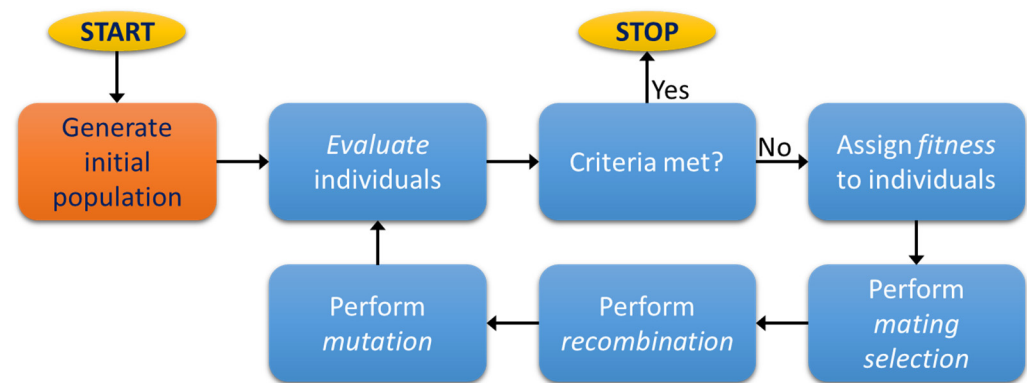 START
STOP
Yes
Generate
initial
population
Evaluate
individuals
Criteria met?
No
Assign fitness
to individuals
Perform
mutation
Perform
recombination
Perform
mating
selection